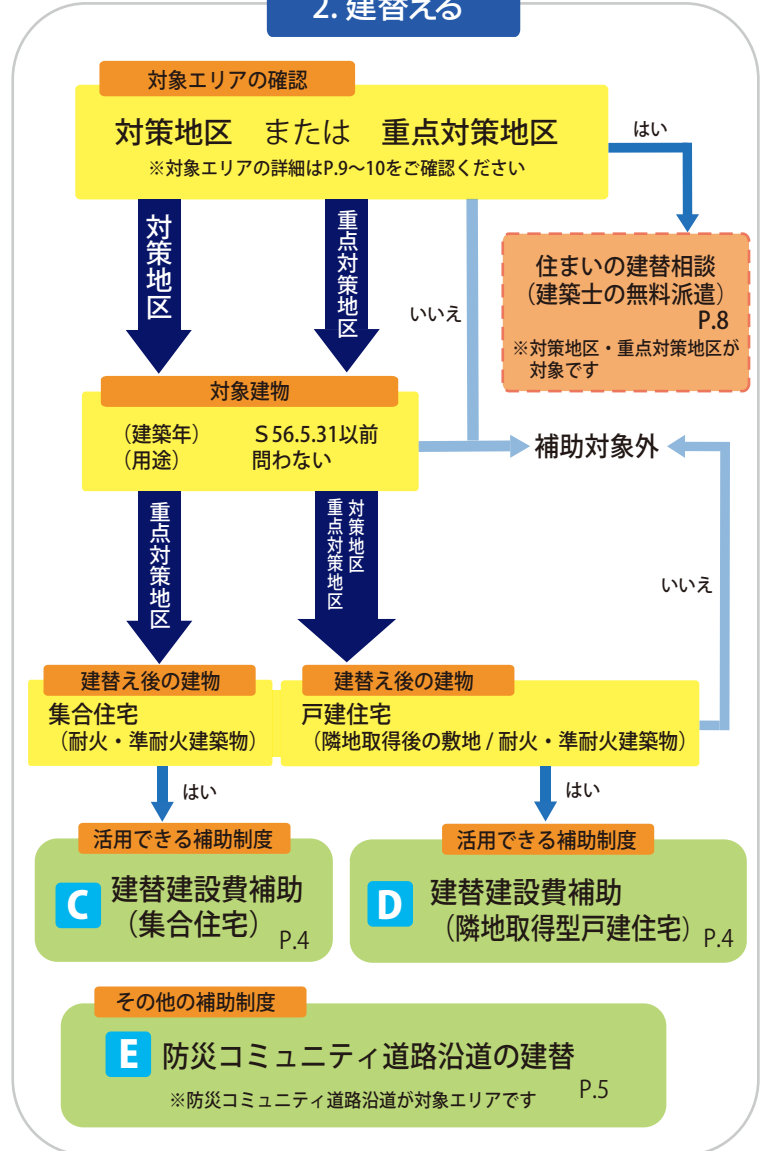 2. 建替える
対象エリアの確認
対策地区 または 重点対策地区
※対象エリアの詳細はP.9〜10をご確認ください
はい
対策地区
重点対策地区
いいえ
住まいの建替相談
（建築士の無料派遣）
P.8
※対策地区・重点対策地区が
対象です
対象建物
（建築年） S56.5.31以前
（用途） 問わない
補助対象外
重点対策地区
対策地区
重点対策地区
いいえ
建替え後の建物
集合住宅
（耐火・準耐火建築物）
建替え後の建物
戸建住宅
（隣地取得後の敷地 / 耐火・準耐火建築物）
はい
はい
活用できる補助制度
C 建替建設費補助
（集合住宅） P.4
活用できる補助制度
D 建替建設費補助
（隣地取得型戸建住宅） P.4
その他の補助制度
E 防災コミュニティ道路沿道の建替
※防災コミュニティ道路沿道が対象エリアです P.5